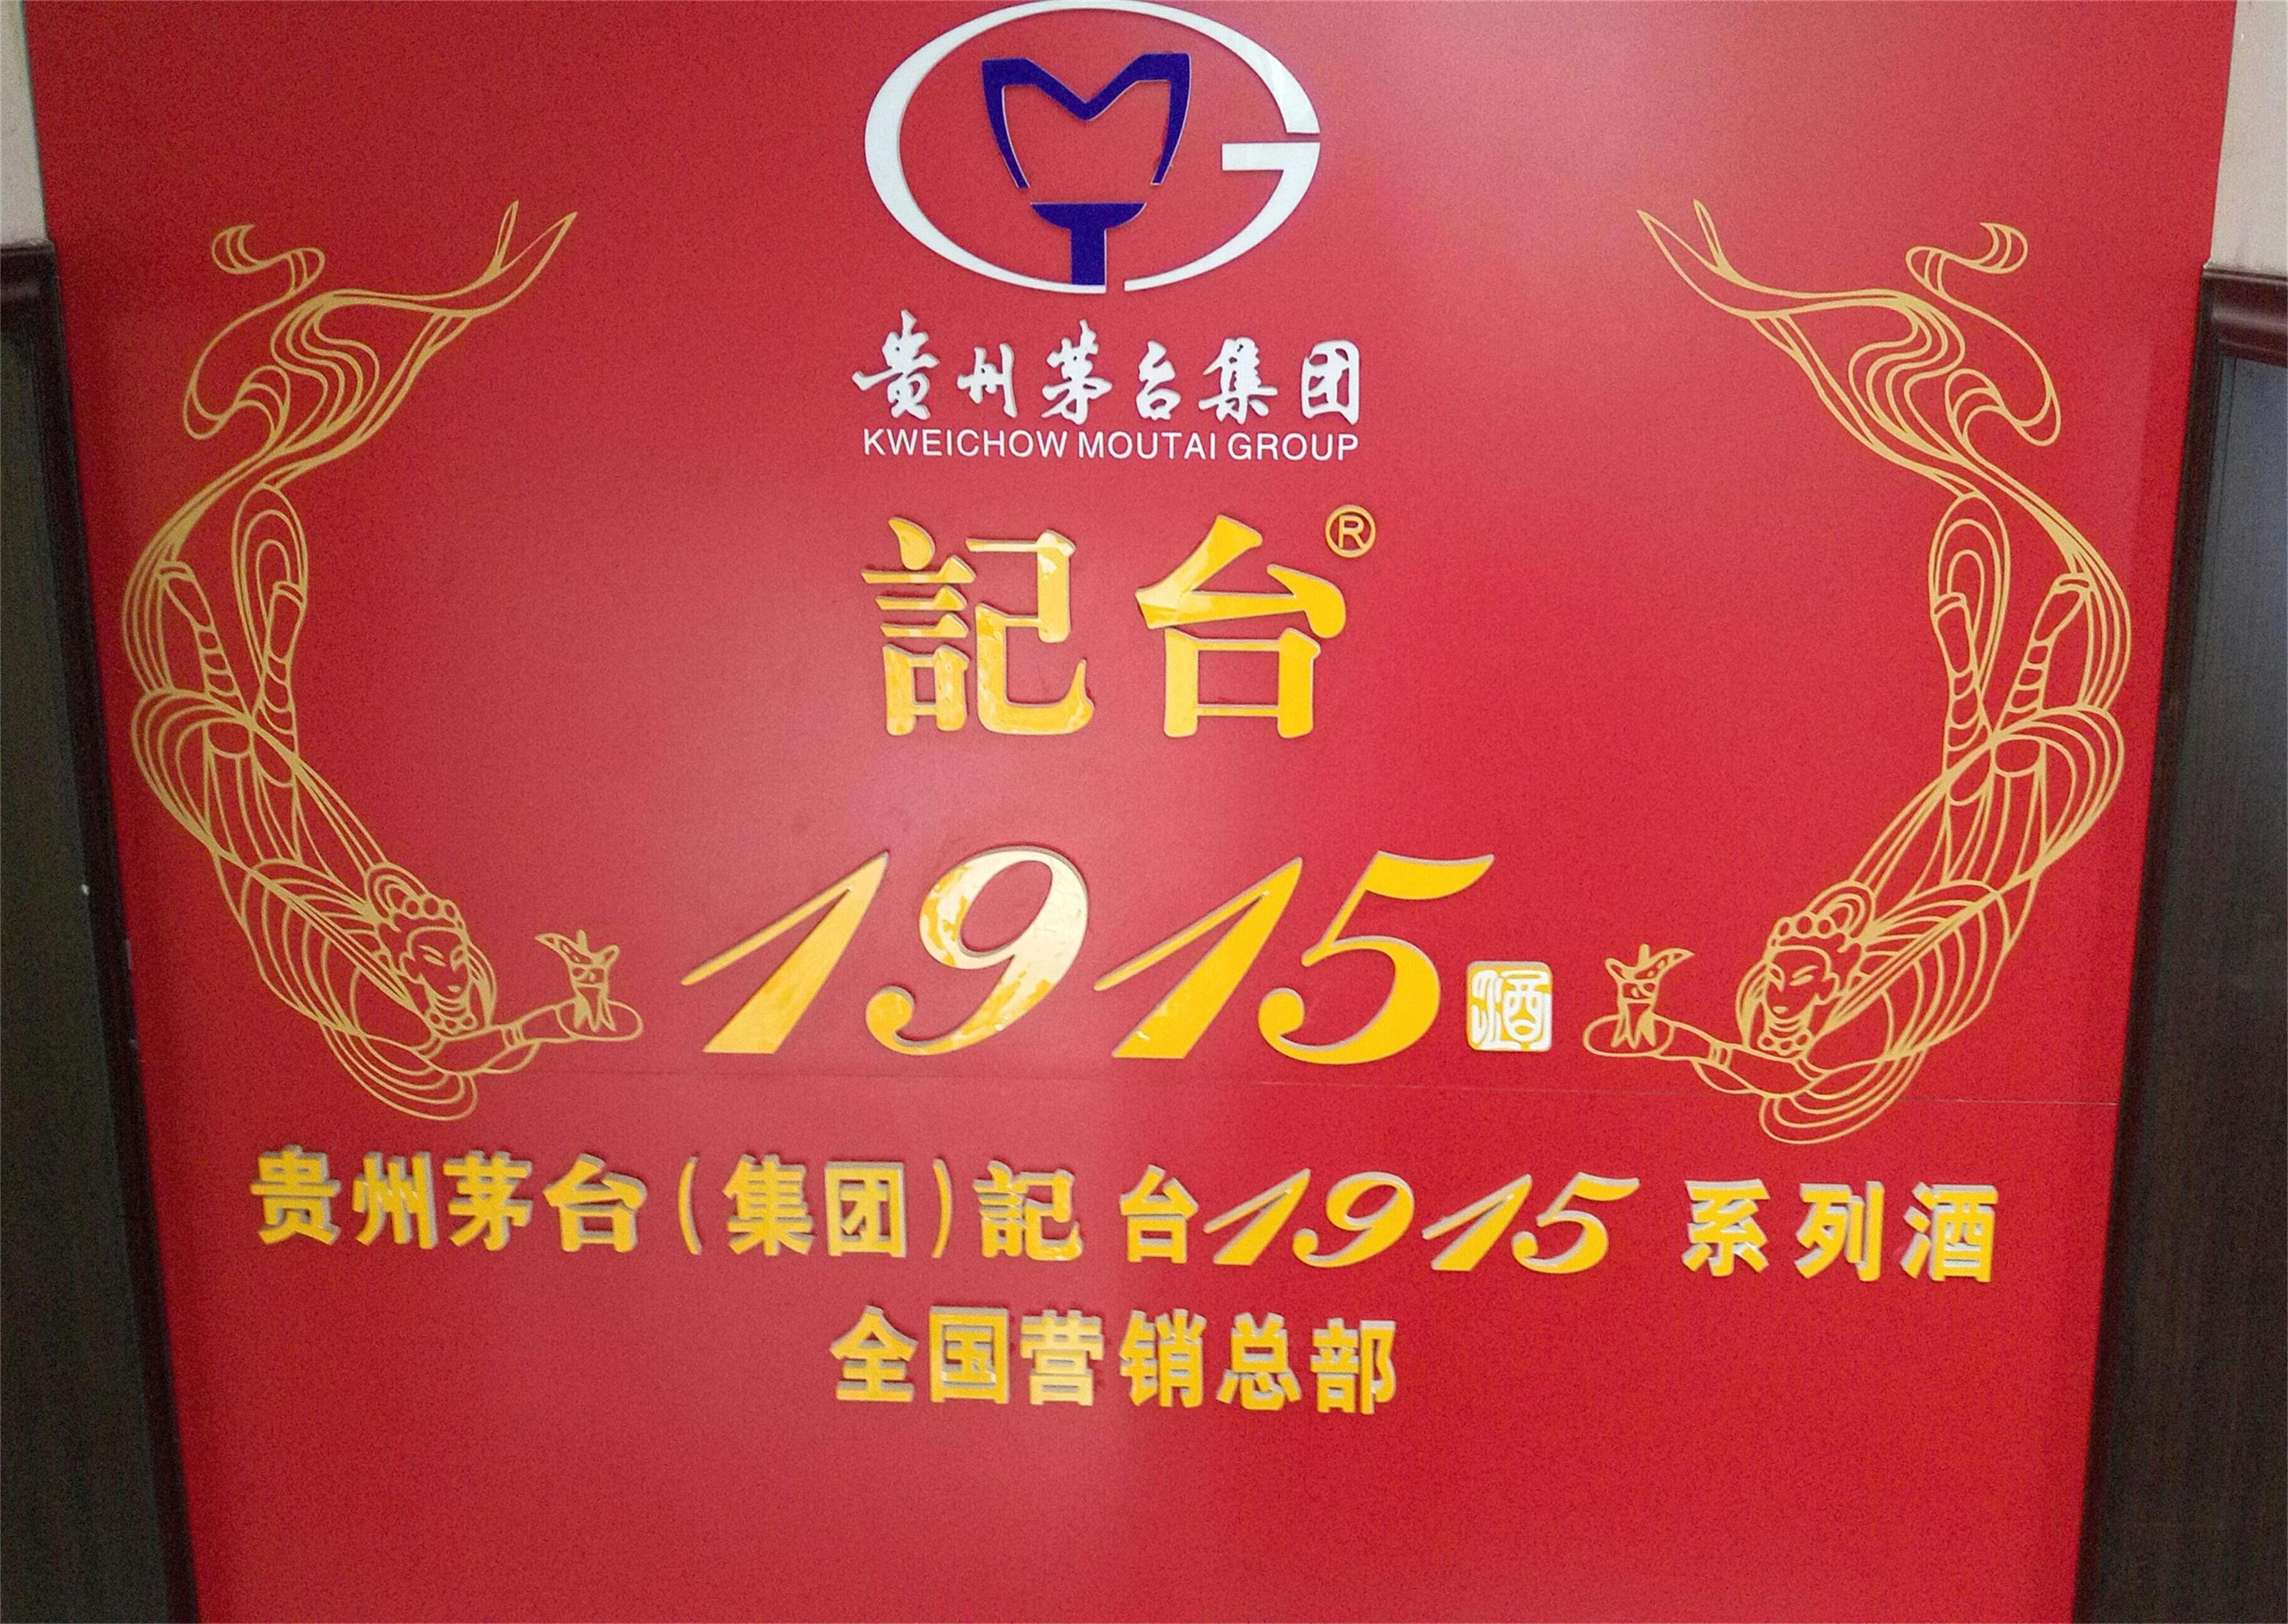 贵州茅台集团
KWEICHOW MOUTAI GROUP
記台®
1915酒
贵州茅台(集团)記台1915系列酒
全国营销总部